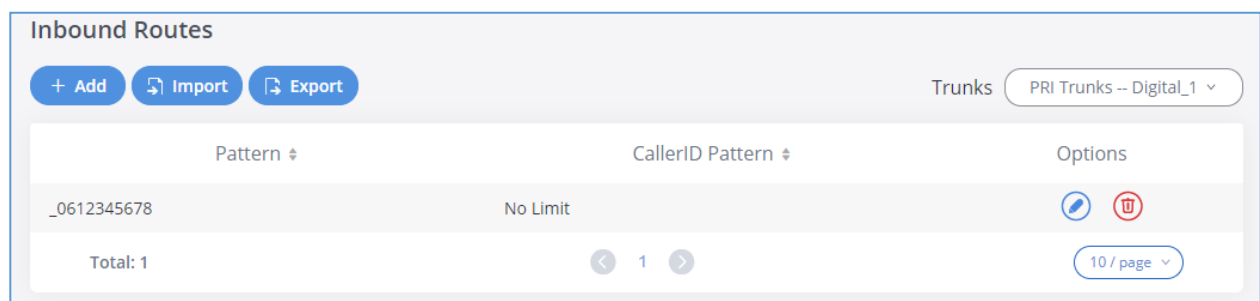 Inbound Routes
+ Add Import Export Trunks PRI Trunks -- Digital_1
Pattern CallerID Pattern Options
_0612345678 No Limit
Total: 1 1 10 / page